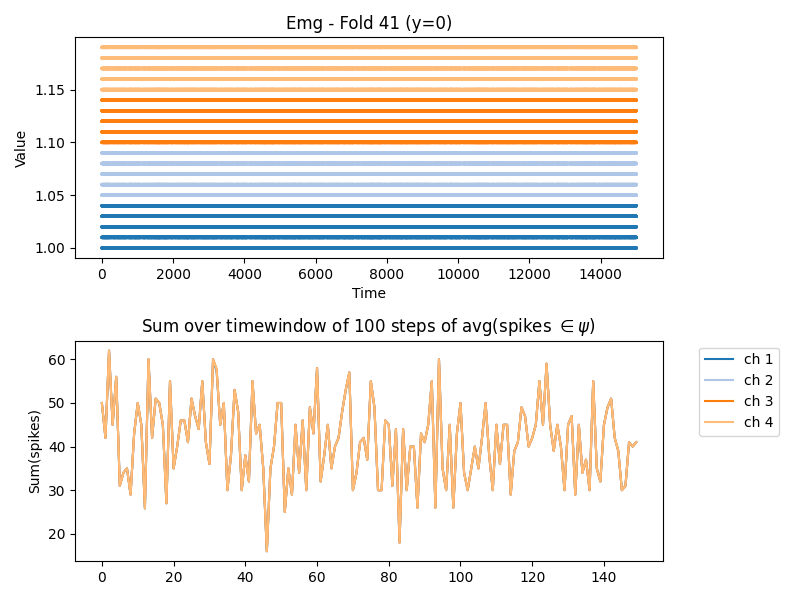 Emg - Fold 41 (y=0)
Value
1.15
1.10
1.05
1.00
0 2000 4000 6000 8000 10000 12000 14000
Time
Sum over timewindow of 100 steps of avg(spikes ∈ ψ)
Sum(spikes)
60
50
40
30
20
0 20 40 60 80 100 120 140
ch 1
ch 2
ch 3
ch 4